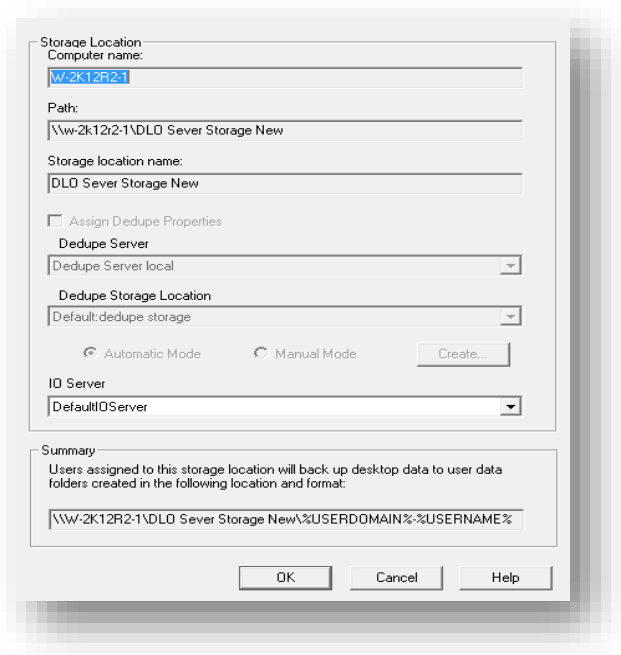 Storage Location
Computer name:
W-2K12R2-1
Path:
\\w-2k12r2-1\DLO Sever Storage New
Storage location name:
DLO Sever Storage New
Assign Dedupe Properties
Dedupe Server
Dedupe Server local
Dedupe Storage Location
Default:dedupe storage
Automatic Mode Manual Mode Create...
IO Server
DefaultIOServer
Summary
Users assigned to this storage location will back up desktop data to user data
folders created in the following location and format:
\\W-2K12R2-1\DLO Sever Storage New\%USERDOMAIN%-%USERNAME%
OK Cancel Help